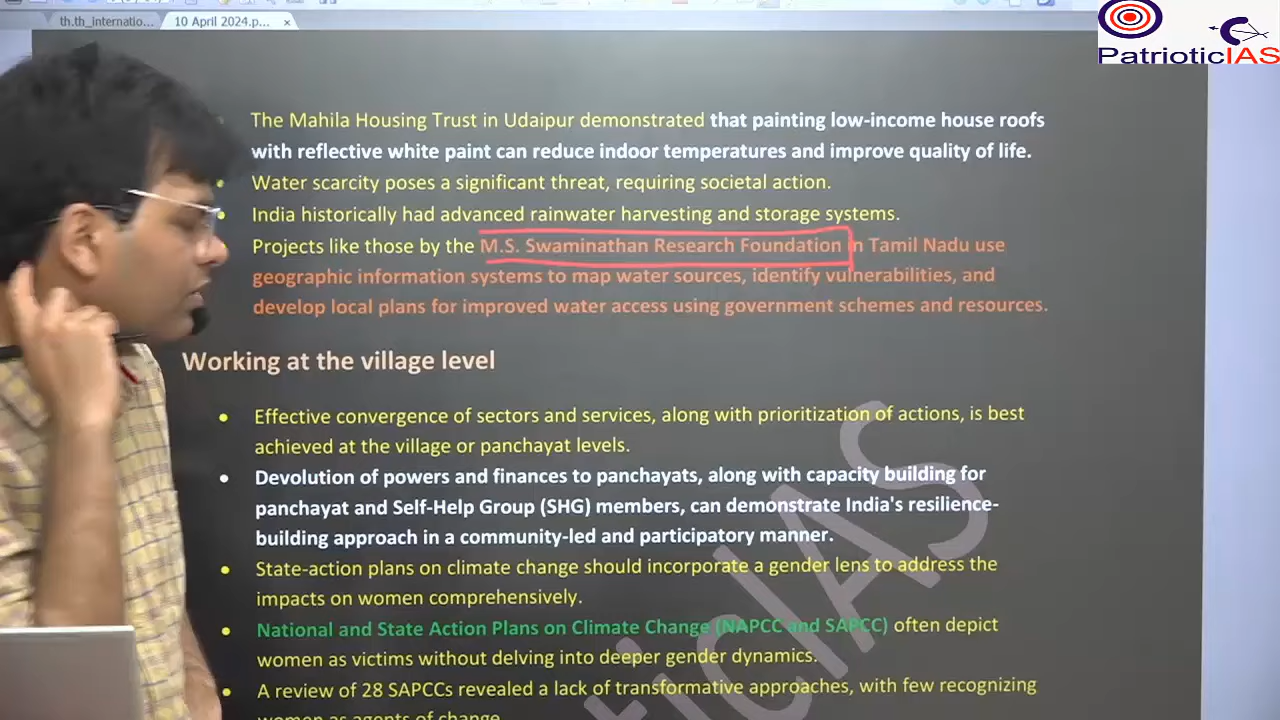 th.th_internatio...
10 April 2024.p...
PatrioticIAS
The Mahila Housing Trust in Udaipur demonstrated that painting low-income house roofs
with reflective white paint can reduce indoor temperatures and improve quality of life.
Water scarcity poses a significant threat, requiring societal action.
India historically had advanced rainwater harvesting and storage systems.
Projects like those by the M.S. Swaminathan Research Foundation in Tamil Nadu use
geographic information systems to map water sources, identify vulnerabilities, and
develop local plans for improved water access using government schemes and resources.
Working at the village level
Effective convergence of sectors and services, along with prioritization of actions, is best
achieved at the village or panchayat levels.
Devolution of powers and finances to panchayats, along with capacity building for
panchayat and Self-Help Group (SHG) members, can demonstrate India's resilience-
building approach in a community-led and participatory manner.
State-action plans on climate change should incorporate a gender lens to address the
impacts on women comprehensively.
National and State Action Plans on Climate Change (NAPCC and SAPCC) often depict
women as victims without delving into deeper gender dynamics.
A review of 28 SAPCCs revealed a lack of transformative approaches, with few recognizing
women as agents of change.
ticIAS